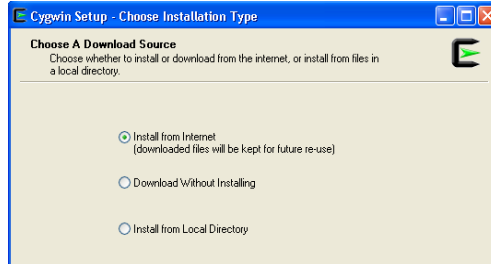 Cygwin Setup - Choose Installation Type
Choose A Download Source
Choose whether to install or download from the internet, or install from files in
a local directory.
Install from Internet
(downloaded files will be kept for future re-use)
Download Without Installing
Install from Local Directory